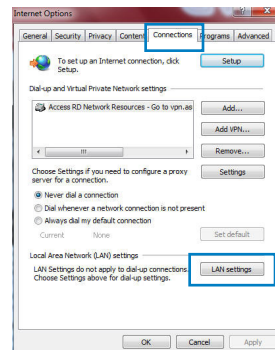 Internet Options
General Security Privacy Content Connections Programs Advanced
To set up an Internet connection, click
Setup.
Setup
Dial-up and Virtual Private Network settings
Access RD Network Resources - Go to vpn.as
Add...
Add VPN...
Remove...
Choose Settings if you need to configure a proxy
server for a connection.
Settings
Never dial a connection
Dial whenever a network connection is not present
Always dial my default connection
Current None
Set default
Local Area Network (LAN) settings
LAN Settings do not apply to dial-up connections.
Choose Settings above for dial-up settings.
LAN settings
OK Cancel Apply